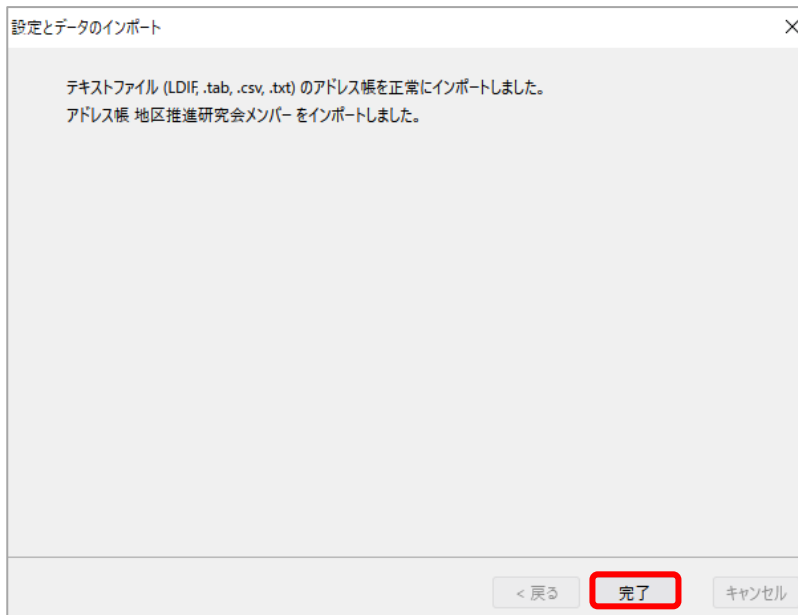 設定とデータのインポート
テキストファイル (LDIF, .tab, .csv, .txt) のアドレス帳を正常にインポートしました。
アドレス帳 地区推進研究会メンバー をインポートしました。
< 戻る 完了 キャンセル